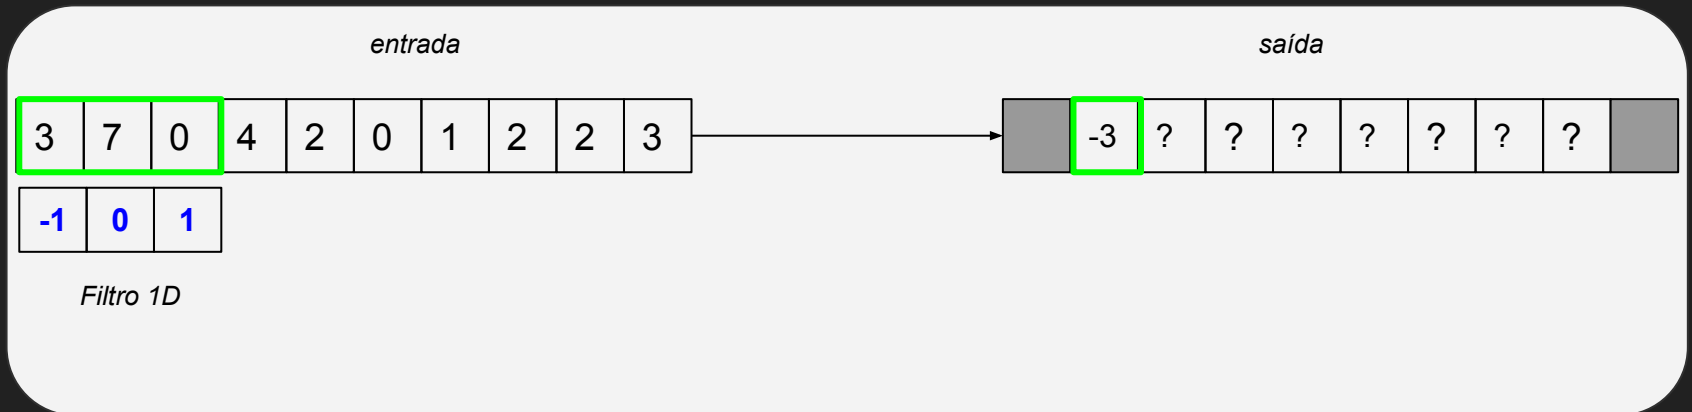 entrada
saída
3 7 0 4 2 0 1 2 2 3
-3 ? ? ? ? ? ? ?
-1 0 1
Filtro 1D